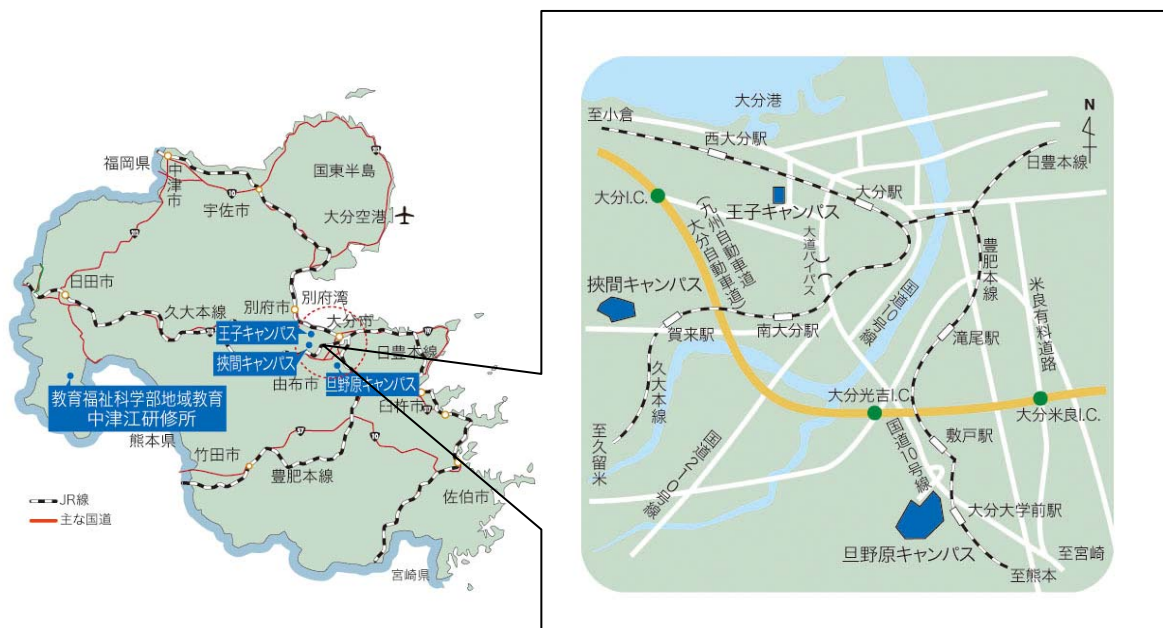 福岡県
中津市
10
宇佐市
国東半島
大分空港
日田市
久大本線
別府市
別府湾
大分市
王子キャンパス
挾間キャンパス
日豊本線
旦野原キャンパス
由布市
臼杵市
教育福祉科学部地域教育
中津江研修所
熊本県
竹田市
57
10
豊肥本線
佐伯市
JR線
主な国道
宮崎県
大分港
至小倉
西大分駅
N
日豊本線
大分I.C.
大分駅
王子キャンパス
(九州自動車道
大分自動車道)
大道バイパス
豊肥本線
挾間キャンパス
米良有料道路
賀来駅
南大分駅
国道10号線
滝尾駅
久大本線
大分光吉I.C.
大分米良I.C.
至久留米
国道210号線
国道10号線
敷戸駅
大分大学前駅
旦野原キャンパス
至宮崎
至熊本